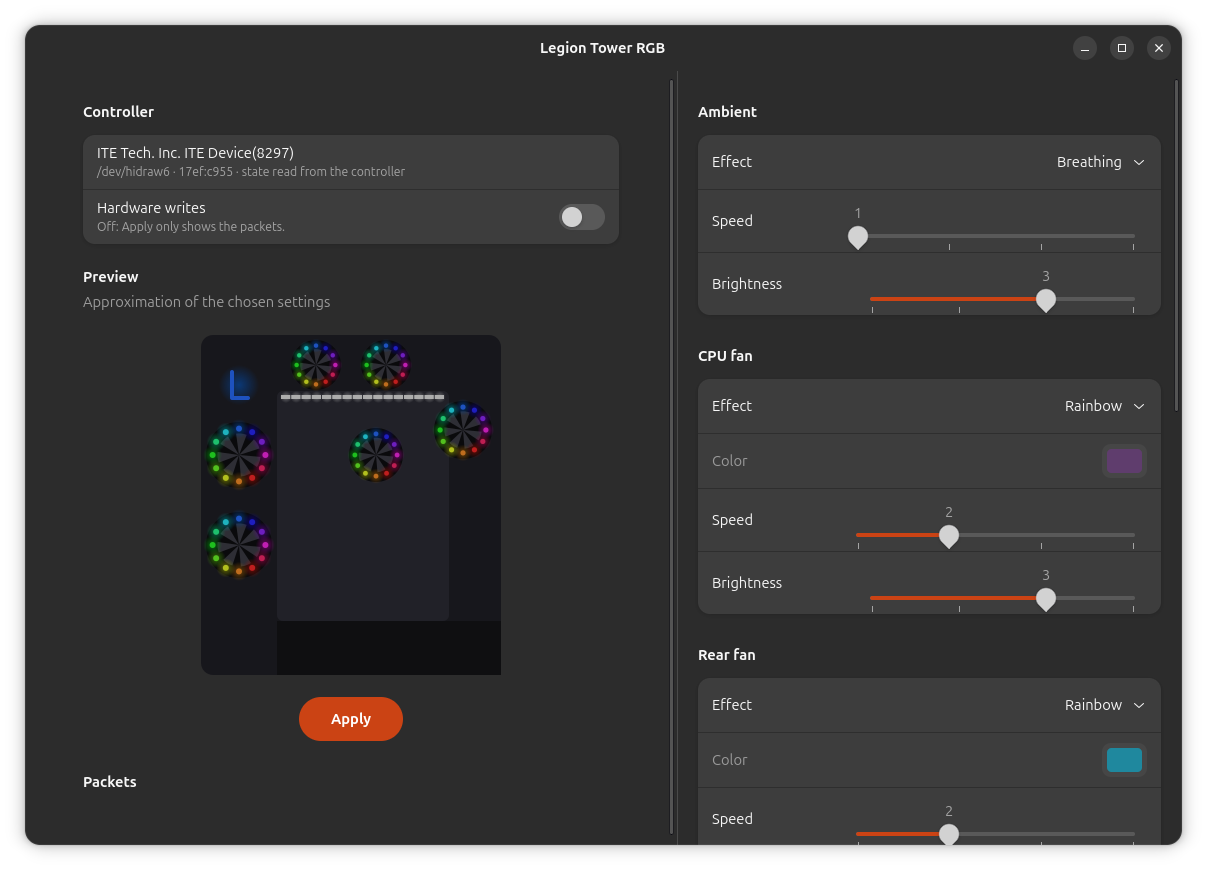 Legion Tower RGB
Controller
ITE Tech. Inc. ITE Device(8297)
/dev/hidraw6 · 17ef:c955 · state read from the controller
Hardware writes
Off: Apply only shows the packets.
Preview
Approximation of the chosen settings
L
Apply
Packets
Ambient
Effect
Breathing
Speed
1
Brightness
3
CPU fan
Effect
Rainbow
Color
Speed
2
Brightness
3
Rear fan
Effect
Rainbow
Color
Speed
2